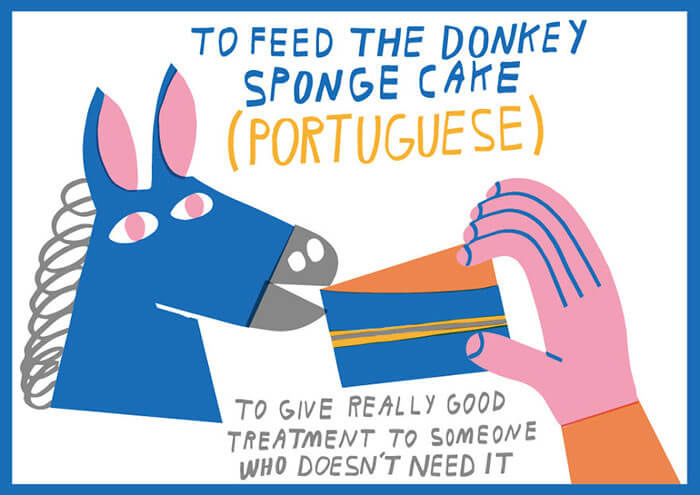 TO FEED THE DONKEY
SPONGE CAKE
(PORTUGUESE)
TO GIVE REALLY GOOD
TREATMENT TO SOMEONE
WHO DOESN'T NEED IT